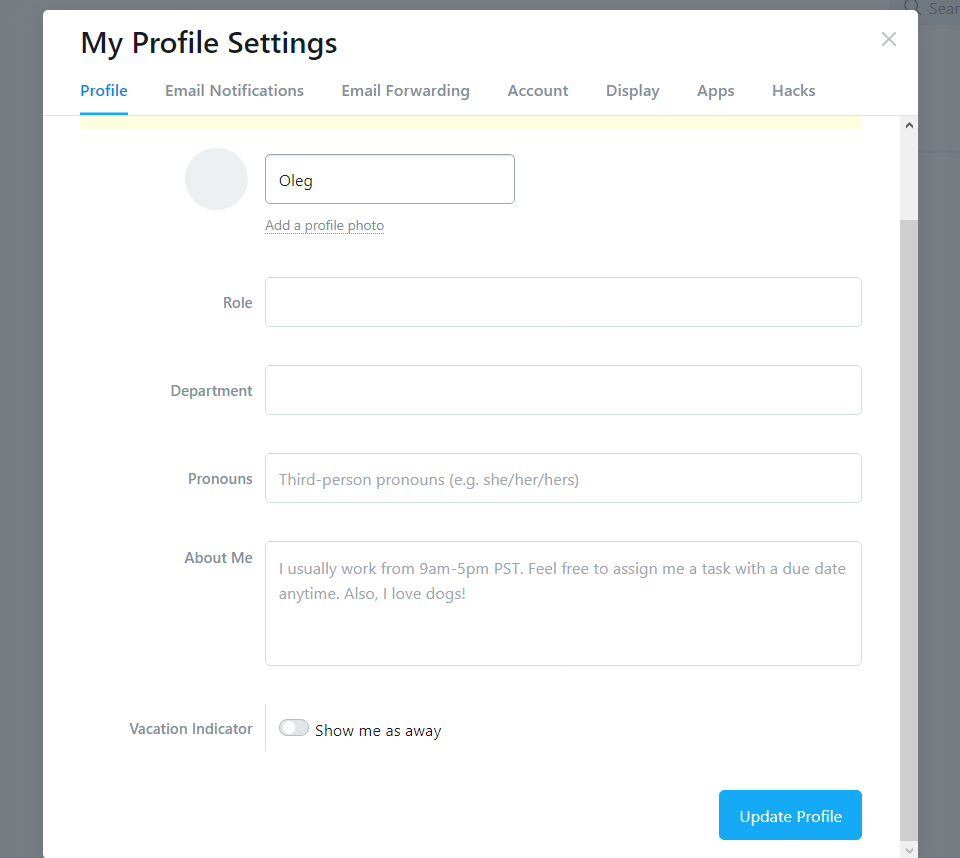 Sear
My Profile Settings
Profile Email Notifications Email Forwarding Account Display Apps Hacks
Oleg
Add a profile photo
Role
Department
Pronouns Third-person pronouns (e.g. she/her/hers)
About Me I usually work from 9am-5pm PST. Feel free to assign me a task with a due date
anytime. Also, I love dogs!
Vacation Indicator Show me as away
Update Profile